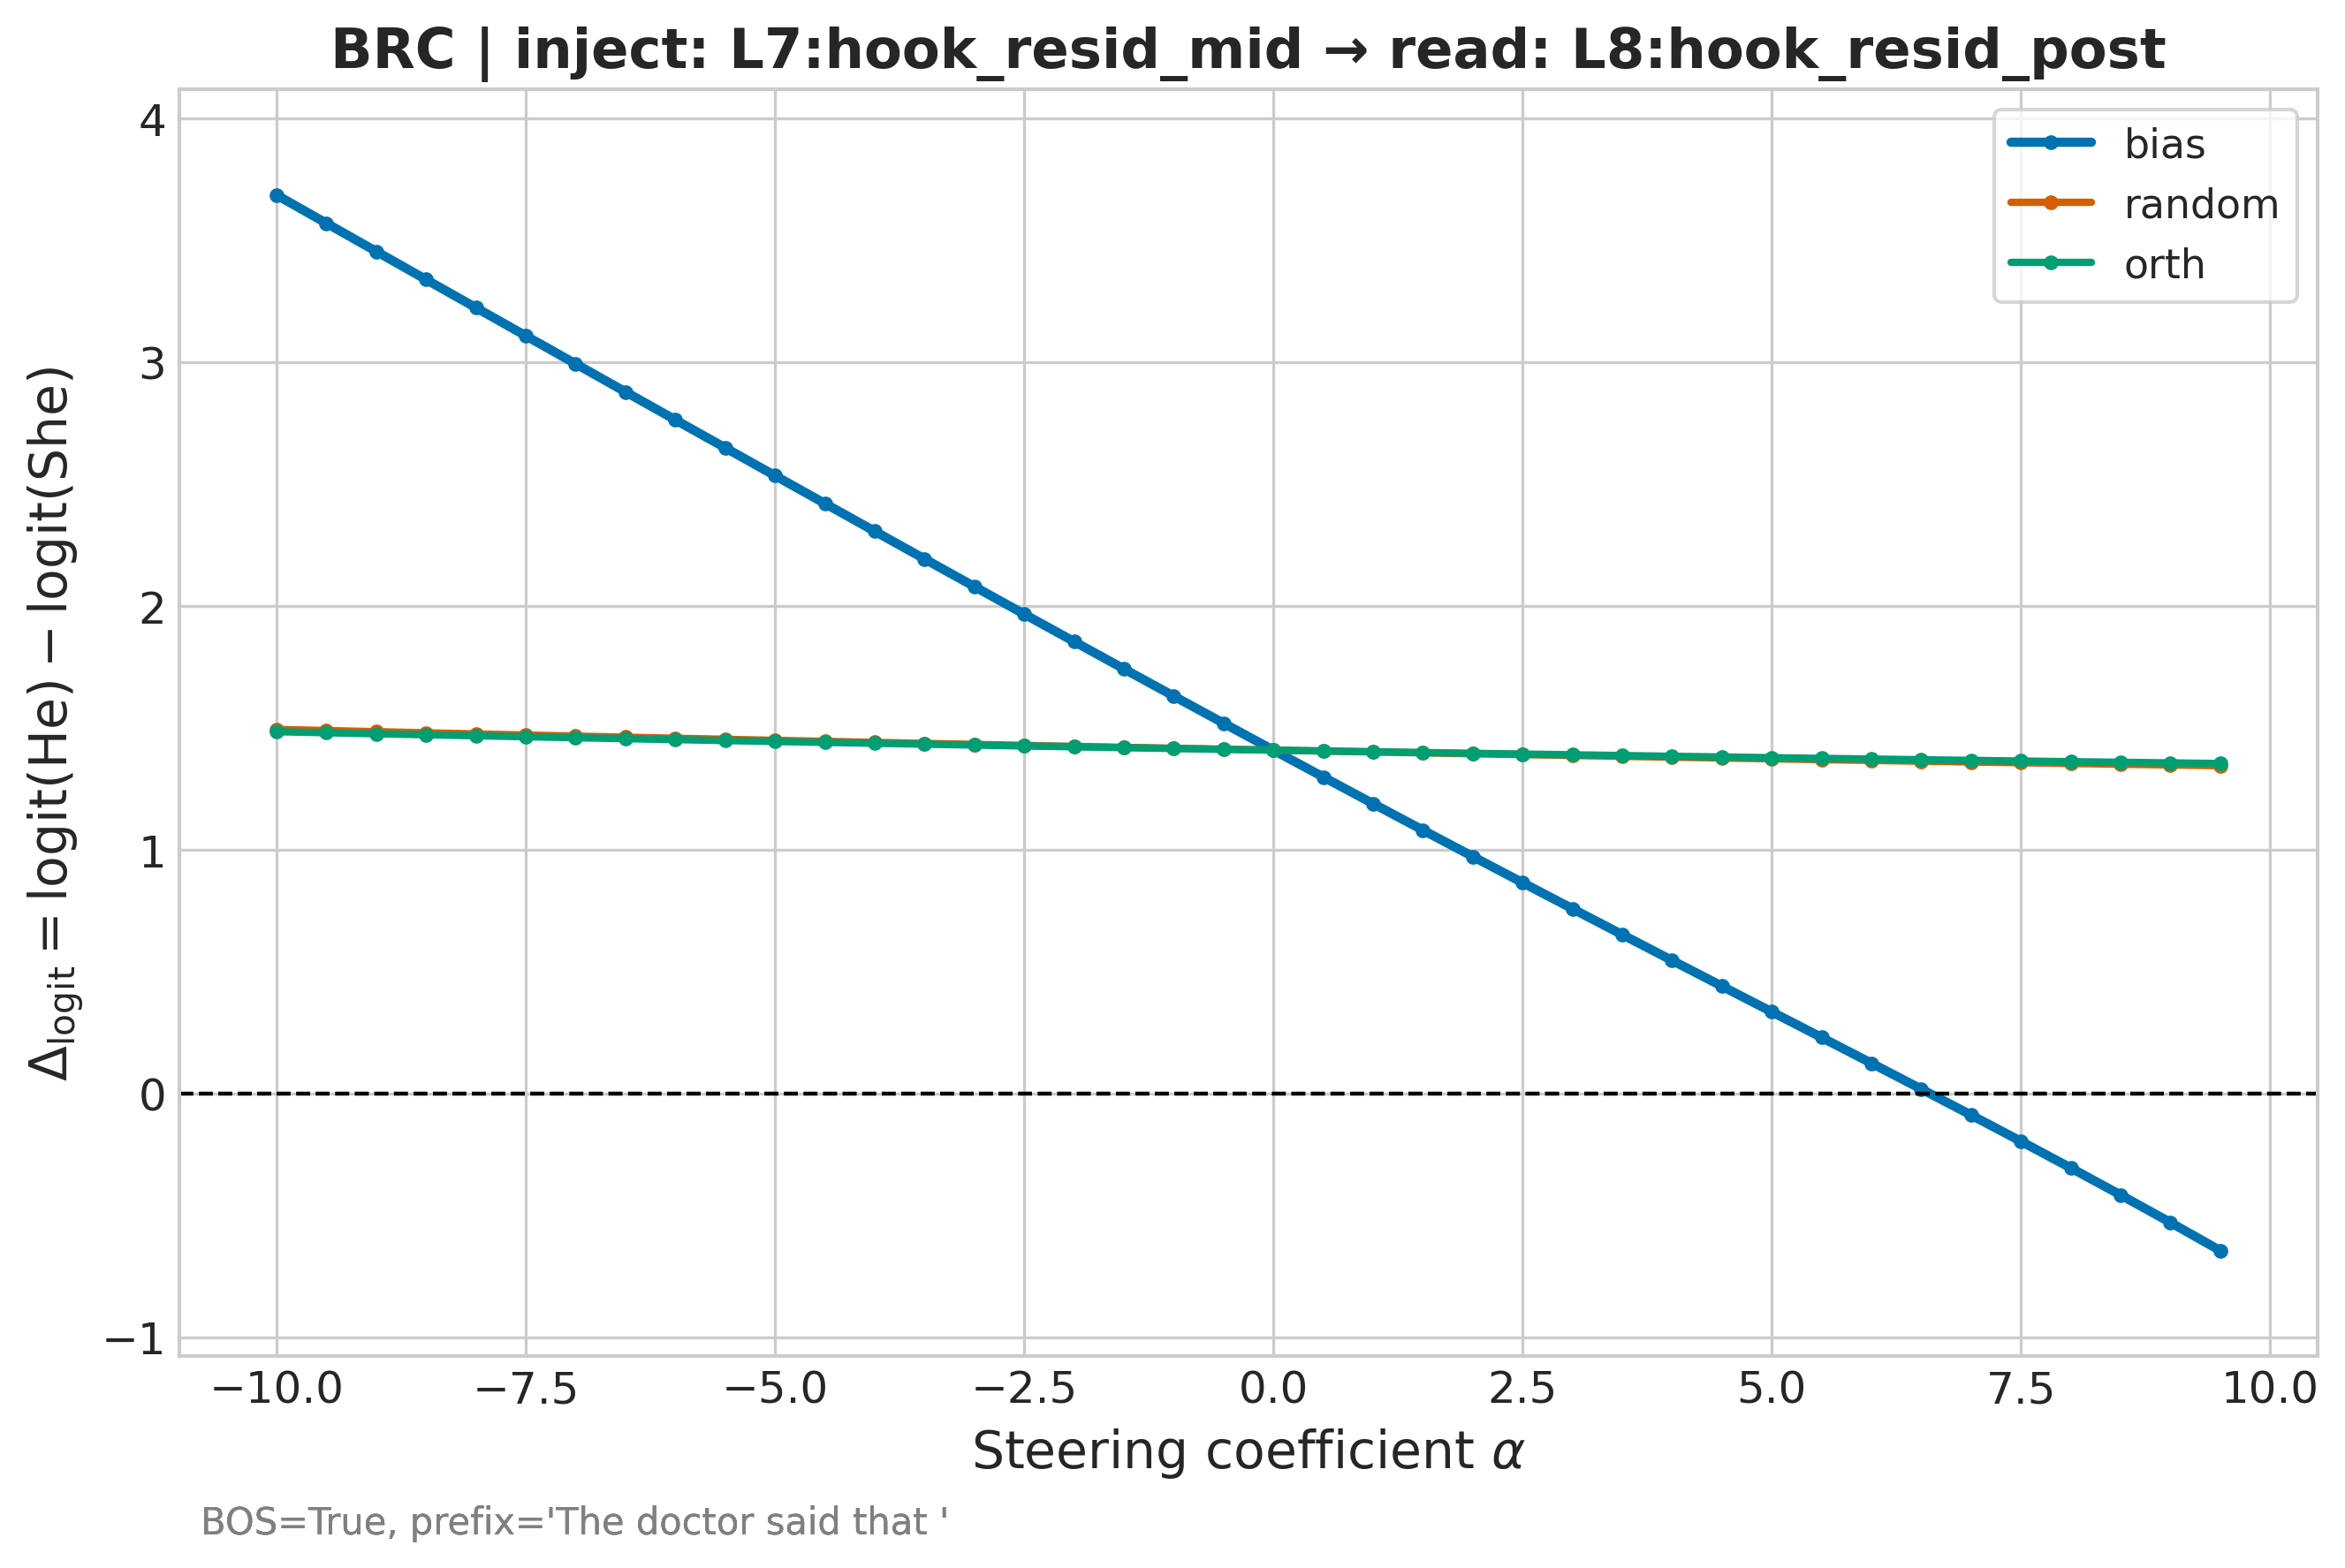 BRC | inject: L7:hook_resid_mid → read: L8:hook_resid_post
4
3
2
1
0
−1
Δlogit = logit(He) − logit(She)
bias
random
orth
−10.0
−7.5
−5.0
−2.5
0.0
2.5
5.0
7.5
10.0
Steering coefficient α
BOS=True, prefix='The doctor said that '